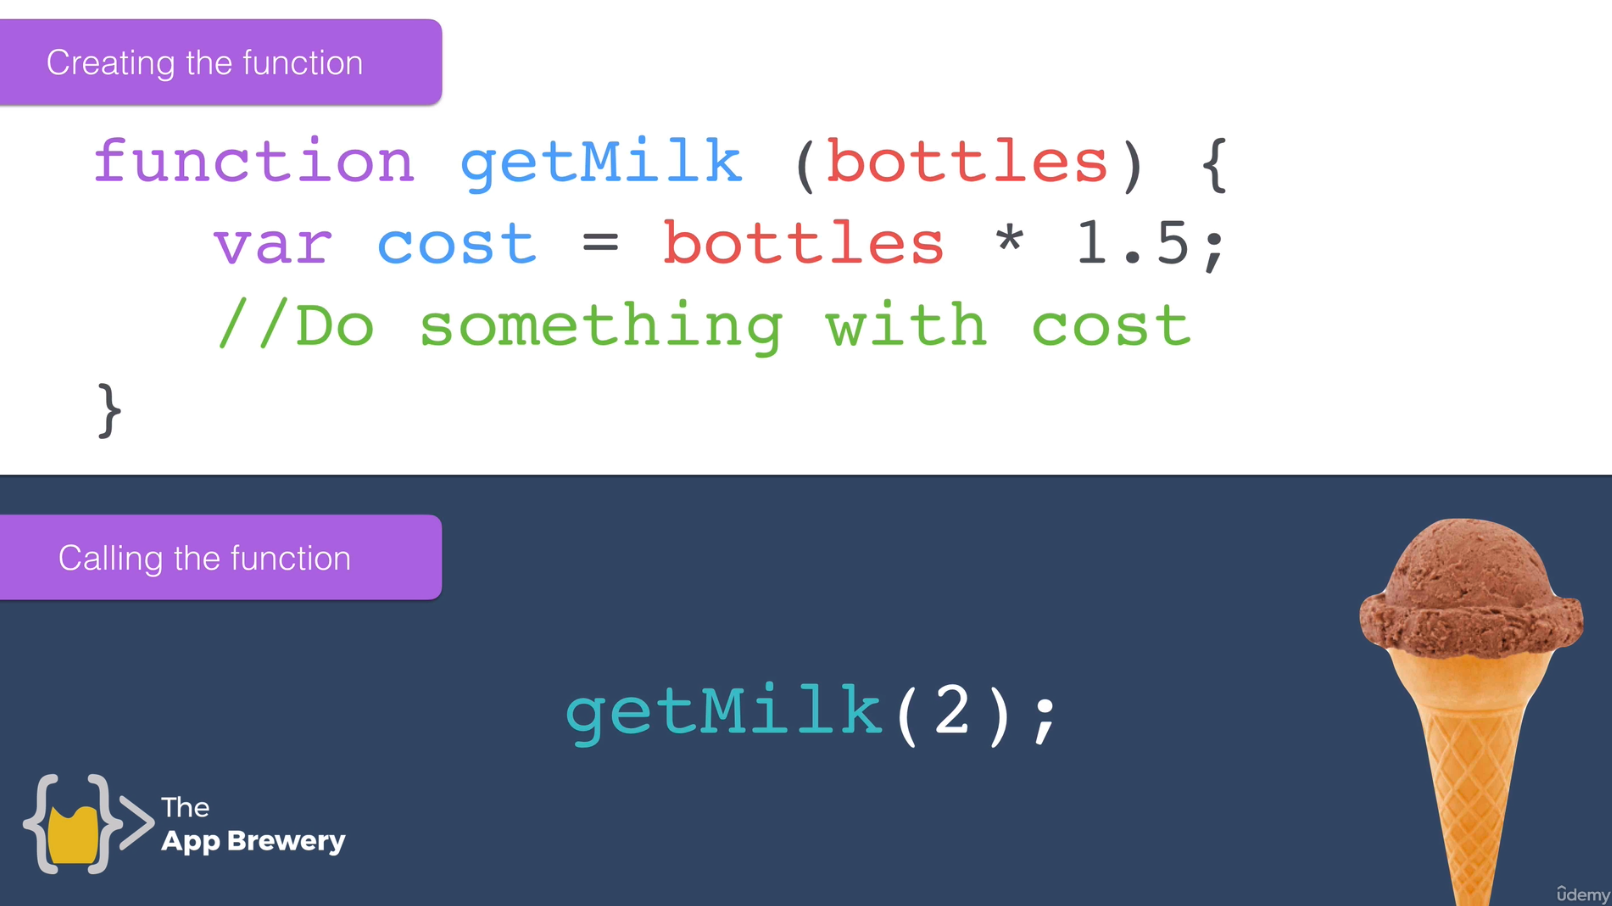 Creating the function
function getMilk (bottles) {
var cost = bottles * 1.5;
//Do something with cost
}
Calling the function
getMilk(2);
The
App Brewery
ûdemy